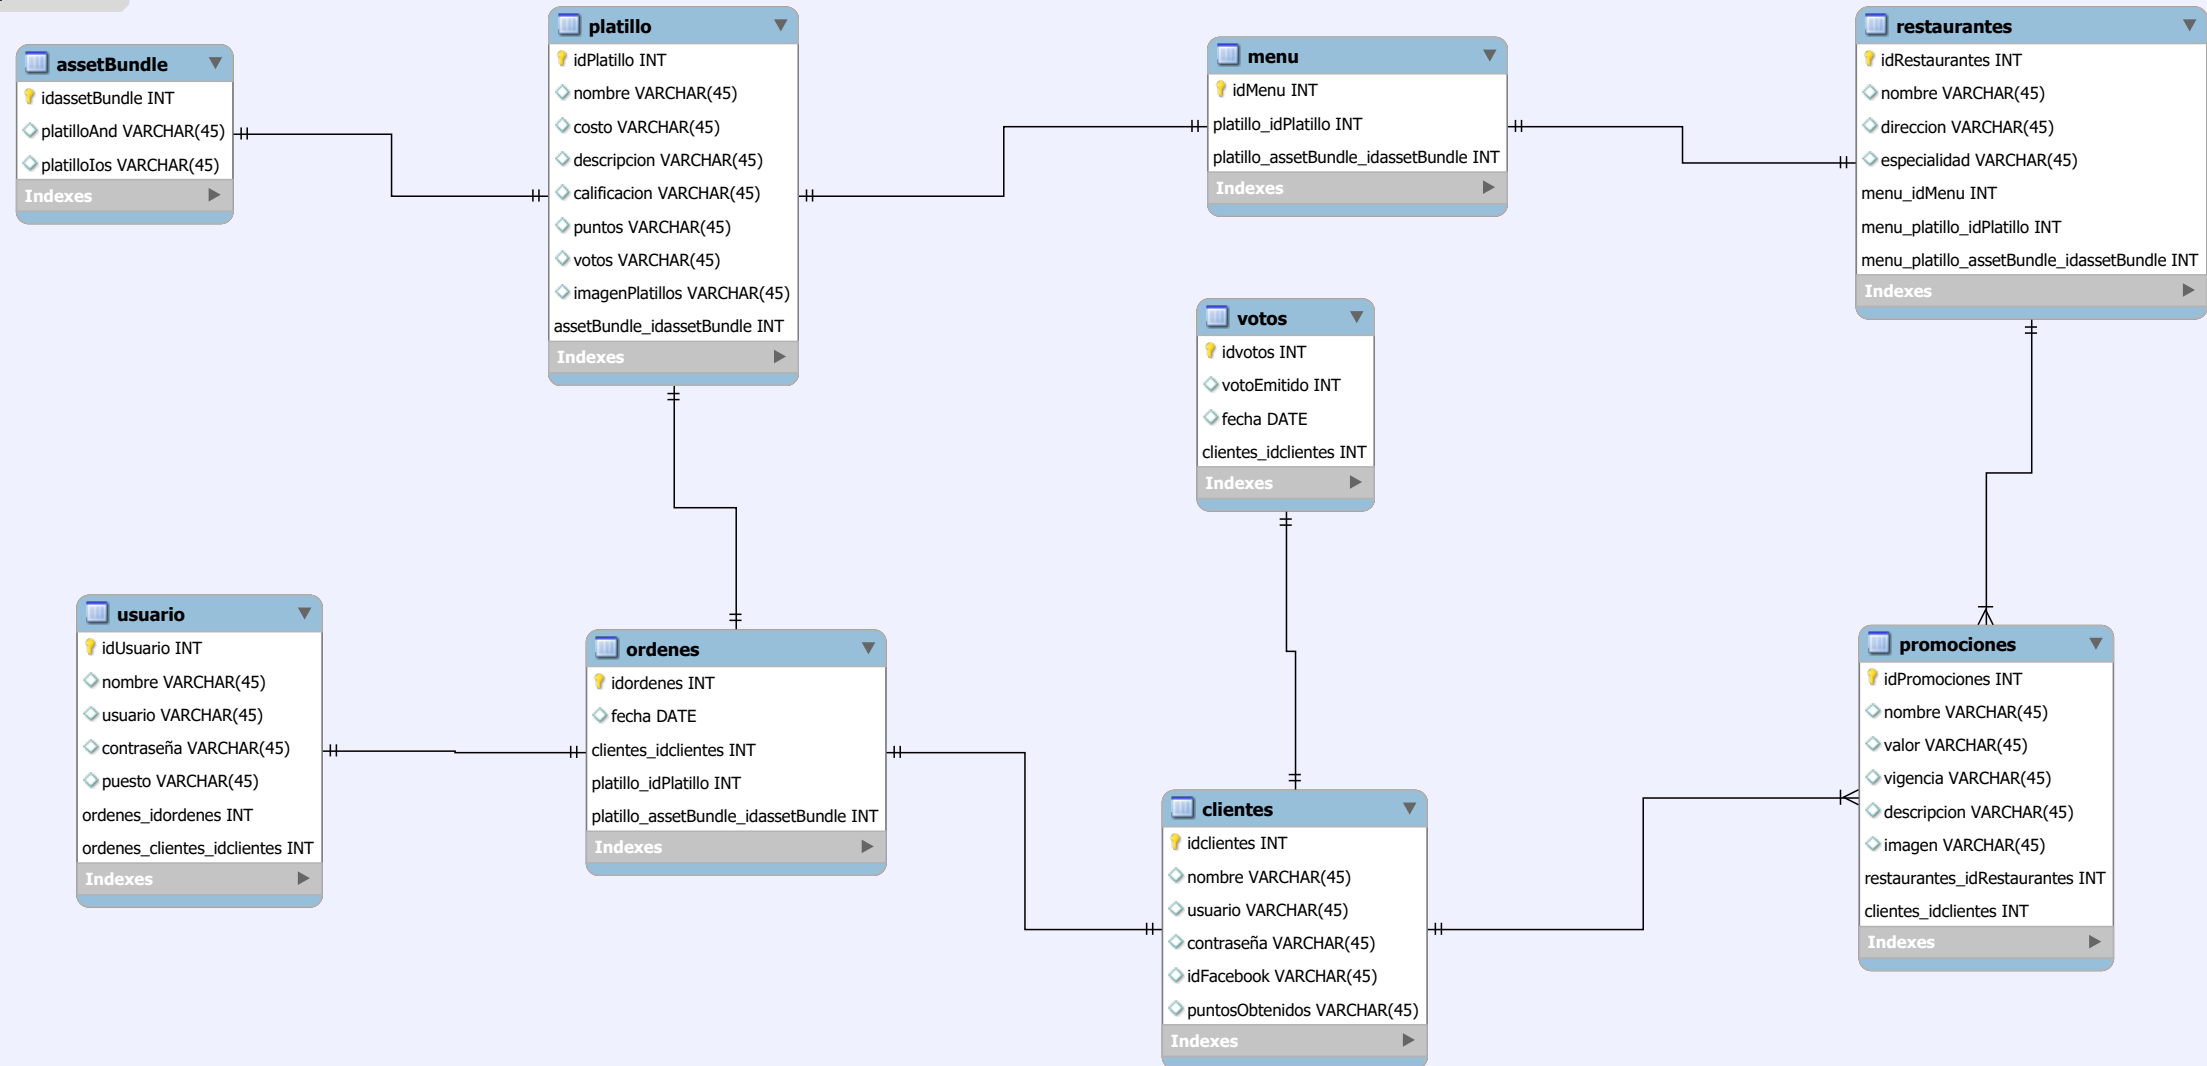 assetBundle
idassetBundle INT
platilloAnd VARCHAR(45)
platilloIos VARCHAR(45)
Indexes
platillo
idPlatillo INT
nombre VARCHAR(45)
costo VARCHAR(45)
descripcion VARCHAR(45)
calificacion VARCHAR(45)
puntos VARCHAR(45)
votos VARCHAR(45)
imagenPlatillos VARCHAR(45)
assetBundle_idassetBundle INT
Indexes
menu
idMenu INT
platillo_idPlatillo INT
platillo_assetBundle_idassetBundle INT
Indexes
restaurantes
idRestaurantes INT
nombre VARCHAR(45)
direccion VARCHAR(45)
especialidad VARCHAR(45)
menu_idMenu INT
menu_platillo_idPlatillo INT
menu_platillo_assetBundle_idassetBundle INT
Indexes
votos
idvotos INT
votoEmitido INT
fecha DATE
clientes_idclientes INT
Indexes
usuario
idUsuario INT
nombre VARCHAR(45)
usuario VARCHAR(45)
contraseña VARCHAR(45)
puesto VARCHAR(45)
ordenes_idordenes INT
ordenes_clientes_idclientes INT
Indexes
ordenes
idordenes INT
fecha DATE
clientes_idclientes INT
platillo_idPlatillo INT
platillo_assetBundle_idassetBundle INT
Indexes
clientes
idclientes INT
nombre VARCHAR(45)
usuario VARCHAR(45)
contraseña VARCHAR(45)
idFacebook VARCHAR(45)
puntosObtenidos VARCHAR(45)
Indexes
promociones
idPromociones INT
nombre VARCHAR(45)
valor VARCHAR(45)
vigencia VARCHAR(45)
descripcion VARCHAR(45)
imagen VARCHAR(45)
restaurantes_idRestaurantes INT
clientes_idclientes INT
Indexes